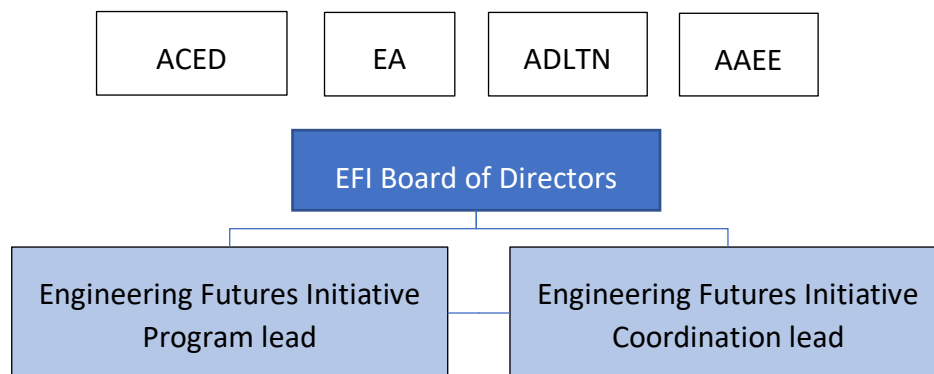 ACED
EA
ADLTN
AAEE
EFI Board of Directors
Engineering Futures Initiative
Program lead
Engineering Futures Initiative
Coordination lead